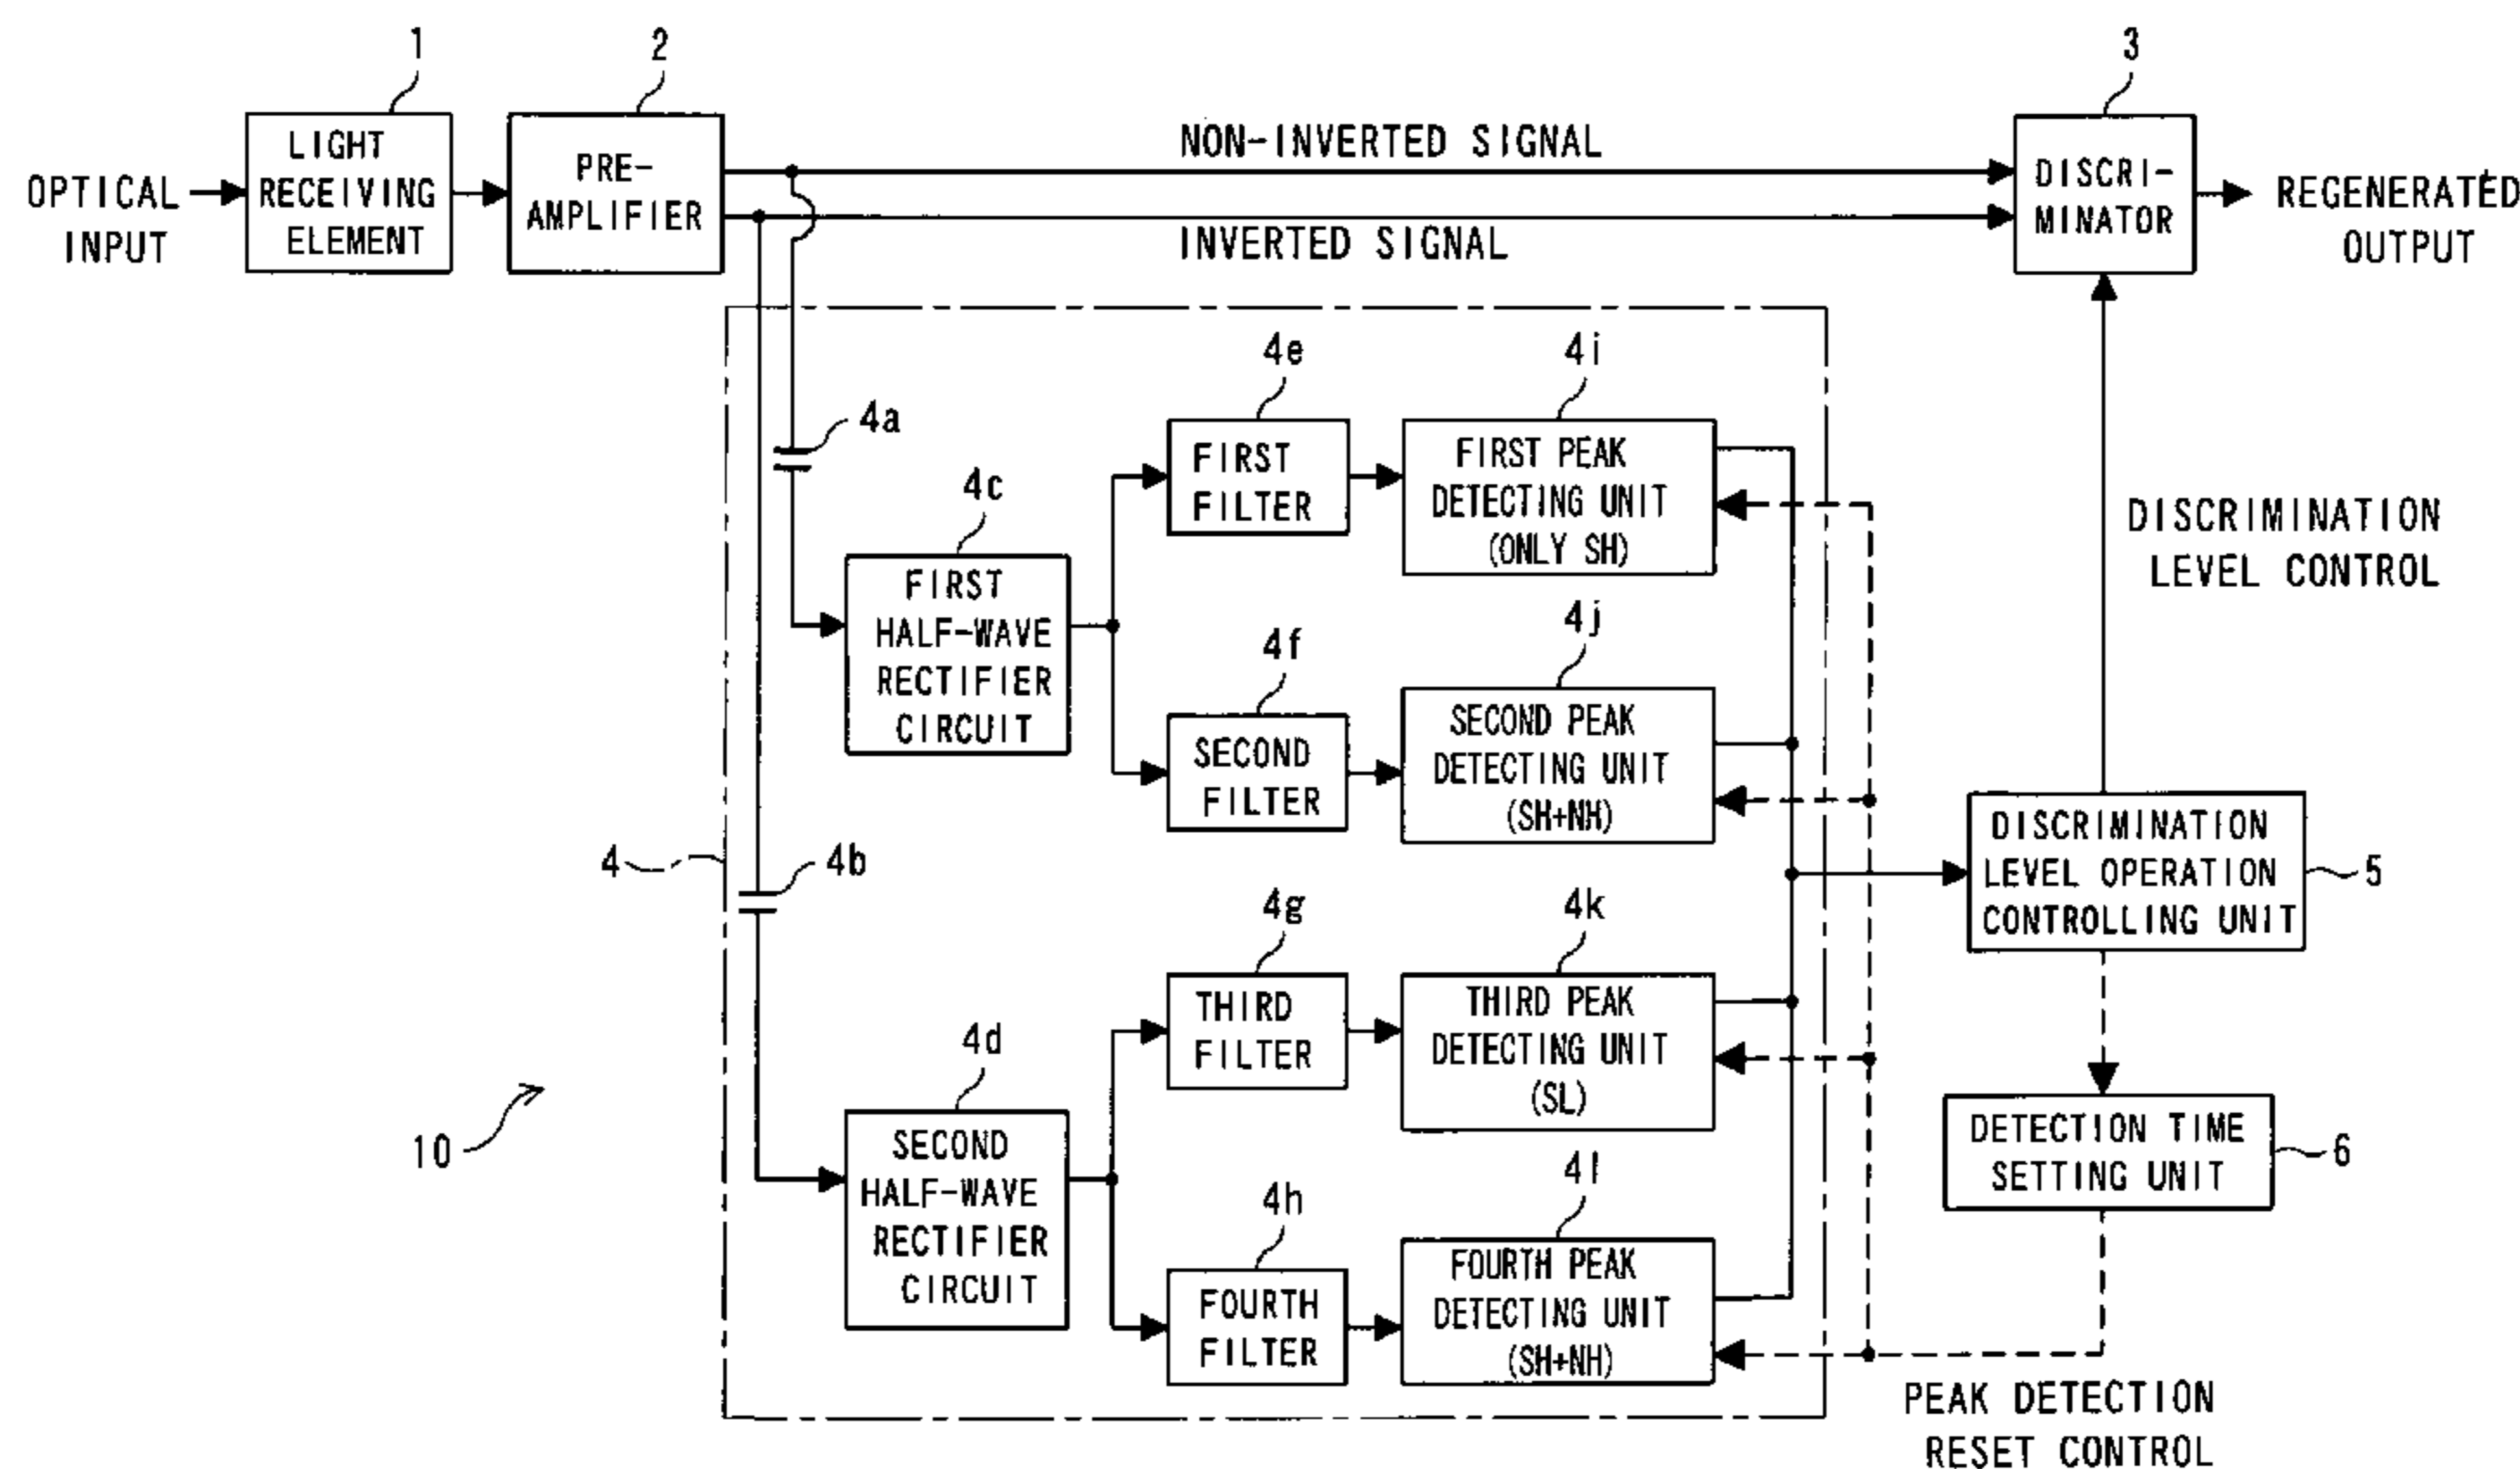 1
2
3
OPTICAL
INPUT
LIGHT
RECEIVING
ELEMENT
PRE-
AMPLIFIER
NON-INVERTED SIGNAL
INVERTED SIGNAL
DISCRI-
MINATOR
REGENERATED
OUTPUT
4a
4c
4e
4i
FIRST
HALF-WAVE
RECTIFIER
CIRCUIT
FIRST
FILTER
FIRST PEAK
DETECTING UNIT
(ONLY SH)
DISCRIMINATION
LEVEL CONTROL
4f
4j
SECOND
FILTER
SECOND PEAK
DETECTING UNIT
(SH+NH)
4
4b
DISCRIMINATION
LEVEL OPERATION
CONTROLLING UNIT
5
4g
4k
THIRD
FILTER
THIRD PEAK
DETECTING UNIT
(SL)
10
4d
SECOND
HALF-WAVE
RECTIFIER
CIRCUIT
DETECTION TIME
SETTING UNIT
6
4h
4l
FOURTH
FILTER
FOURTH PEAK
DETECTING UNIT
(SH+NH)
PEAK DETECTION
RESET CONTROL